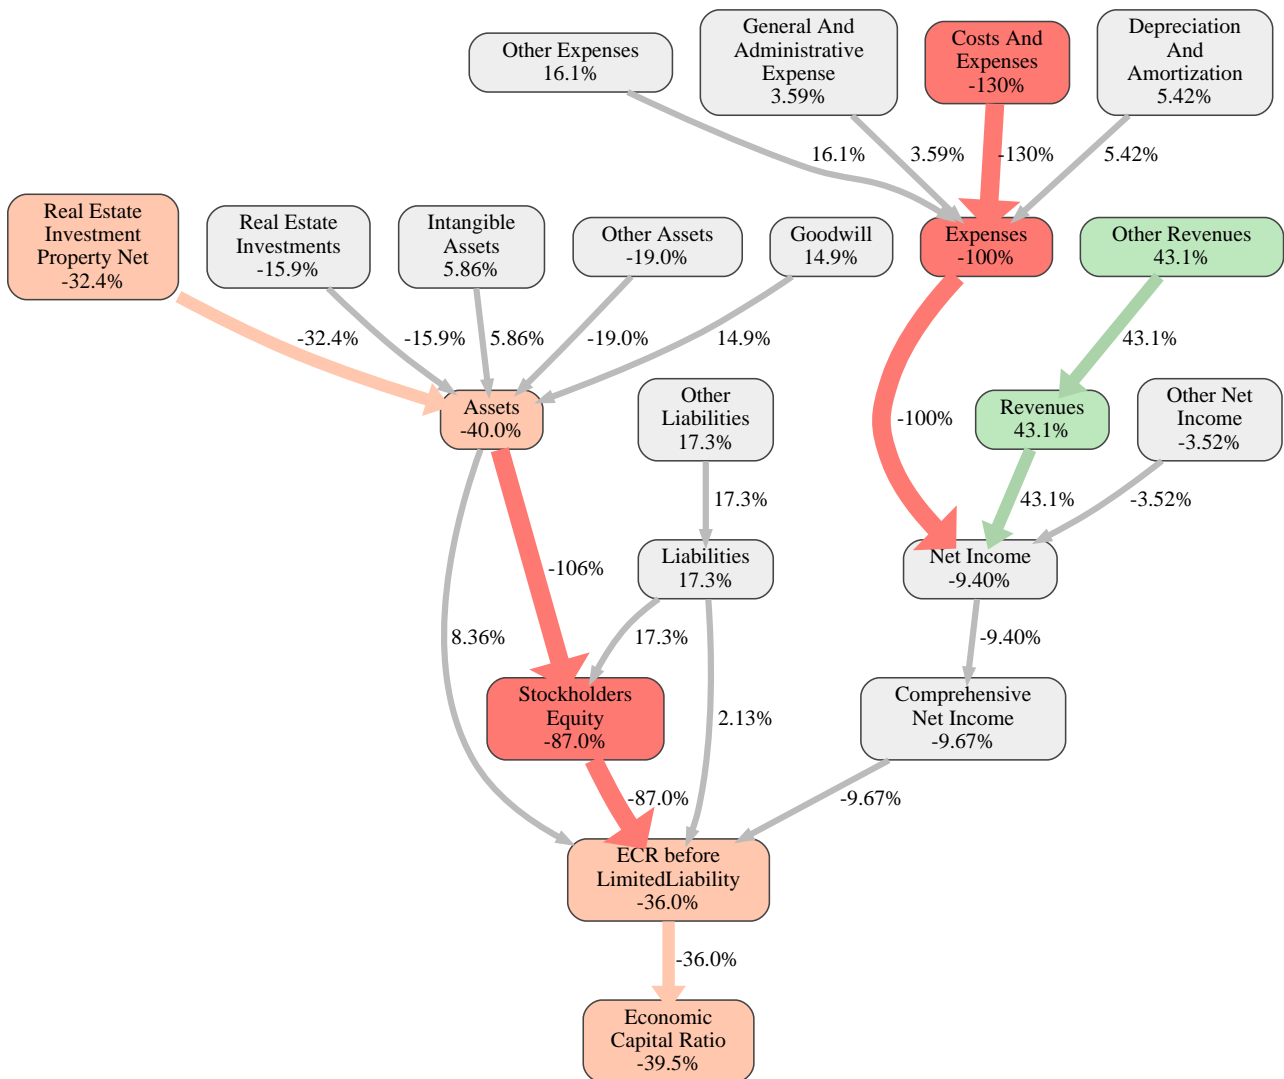 Other Expenses
16.1%
General And
Administrative
Expense
3.59%
Costs And
Expenses
-130%
Depreciation
And
Amortization
5.42%
16.1%
3.59%
-130%
5.42%
Real Estate
Investment
Property Net
-32.4%
Real Estate
Investments
-15.9%
Intangible
Assets
5.86%
Other Assets
-19.0%
Goodwill
14.9%
Expenses
-100%
Other Revenues
43.1%
-32.4%
-15.9%
5.86%
-19.0%
14.9%
43.1%
Assets
-40.0%
Other
Liabilities
17.3%
-100%
Revenues
43.1%
Other Net
Income
-3.52%
17.3%
43.1%
-3.52%
-106%
Liabilities
17.3%
Net Income
-9.40%
8.36%
17.3%
-9.40%
Stockholders
Equity
-87.0%
2.13%
Comprehensive
Net Income
-9.67%
-87.0%
-9.67%
ECR before
LimitedLiability
-36.0%
-36.0%
Economic
Capital Ratio
-39.5%